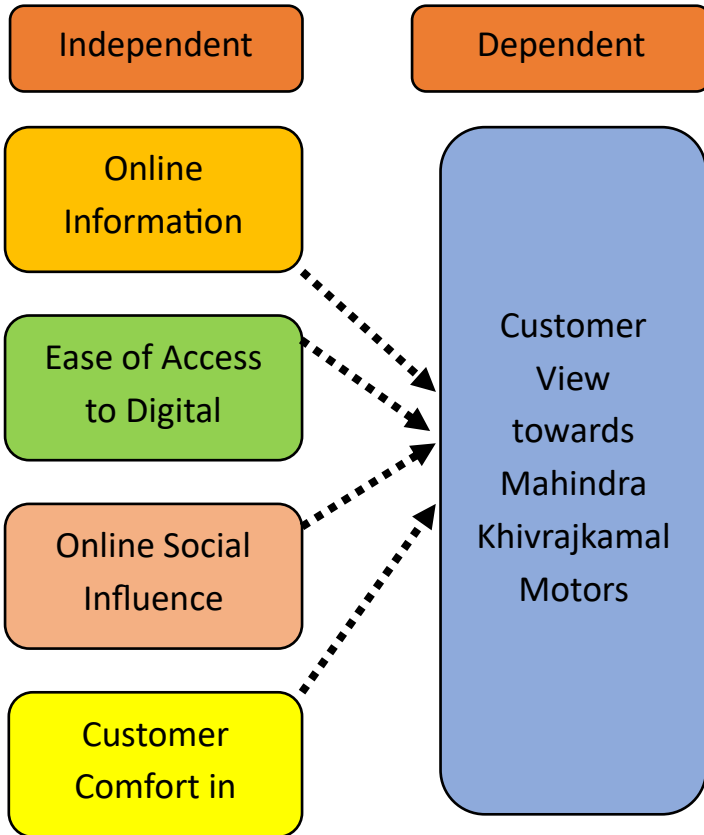 Independent
Dependent
Online
Information
Ease of Access
to Digital
Online Social
Influence
Customer
Comfort in
Customer
View
towards
Mahindra
Khivrajkamal
Motors